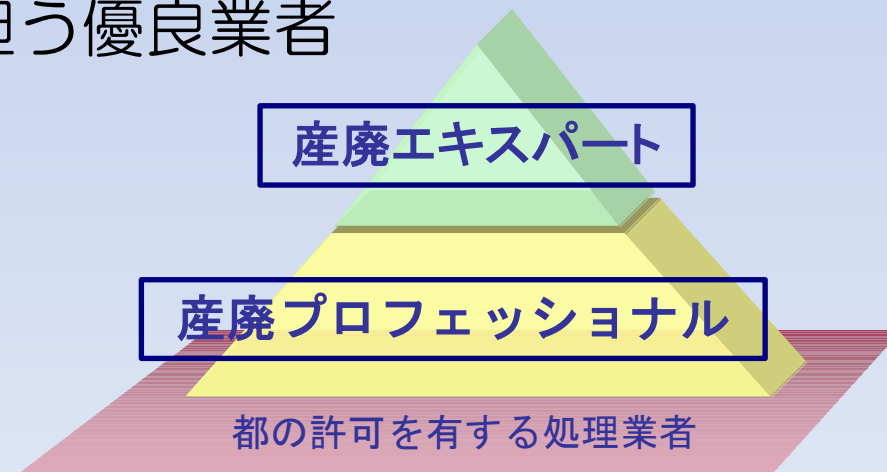 担う優良業者
産廃エキスパート
産廃プロフェッショナル
都の許可を有する処理業者